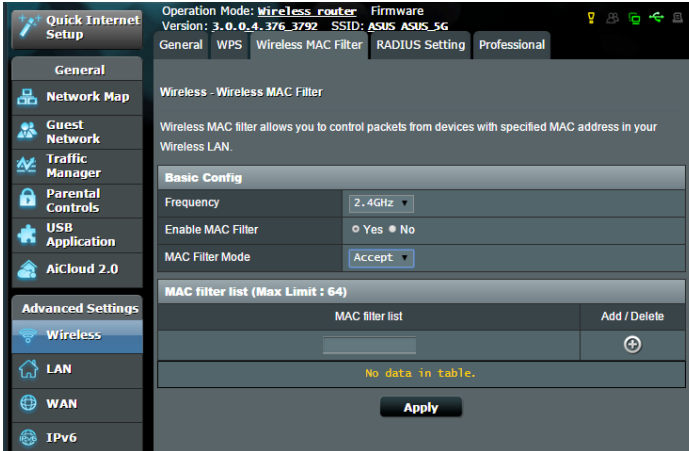 Quick Internet
Setup
General
Network Map
Guest
Network
Traffic
Manager
Parental
Controls
USB
Application
AiCloud 2.0
Advanced Settings
Wireless
LAN
WAN
IPv6
Operation Mode: Wireless router Firmware
Version: 3.0.0.4.376_3792 SSID: ASUS ASUS_5G
General WPS Wireless MAC Filter RADIUS Setting Professional
Wireless - Wireless MAC Filter
Wireless MAC filter allows you to control packets from devices with specified MAC address in your
Wireless LAN.
Basic Config
Frequency 2.4GHz
Enable MAC Filter Yes No
MAC Filter Mode Accept
MAC filter list (Max Limit : 64)
MAC filter list Add / Delete
No data in table.
Apply